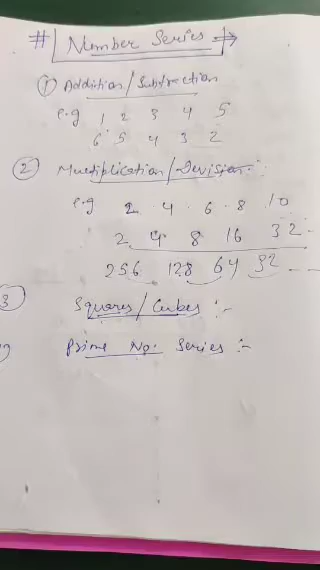 # Number Series ⇒
① Addition/Subtraction
e.g 1 2 3 4 5
6 5 4 3 2
② Multiplication/Devision :-
e.g 2 . 4 . 6 . 8 10
2 4 8 16 32 -
256 128 64 32 - -
3 Squares/Cubes :-
Prime No. Series :-